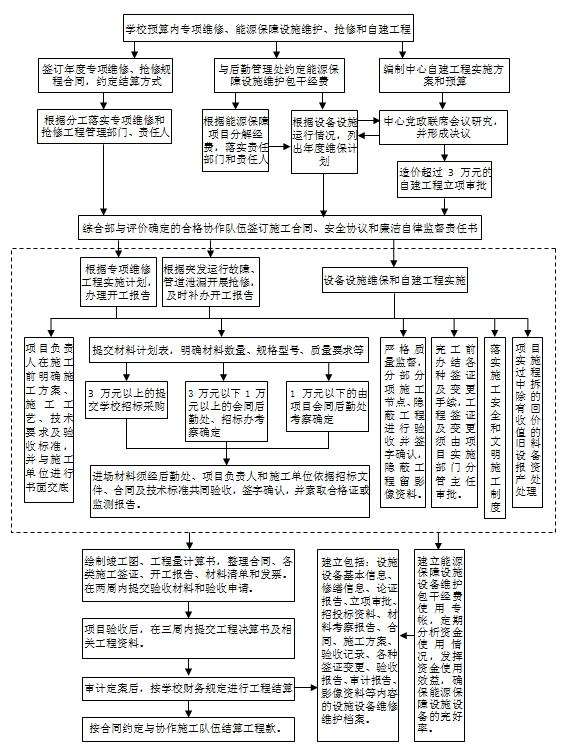 学校预算内专项维修、能源保障设施维护、抢修和自建工程
签订年度专项维修、抢修规
程合同，约定结算方式
与后勤管理处约定能源保
障设施维护包干经费
编制中心自建工程实施方
案和预算
根据分工落实专项维修和
抢修工程管理部门、责任人
根据能源保障
项目分解经
费，落实责任
部门和责任人
根据设备设施
运行情况，列
出年度维保计
划
中心党政联席会议研究，
并形成决议
造价超过 3 万元的
自建工程立项审批
综合部与评价确定的合格协作队伍签订施工合同、安全协议和廉洁自律监督责任书
根据专项维修
工程实施计划，
办理开工报告
根据突发运行故障、
管道泄漏开展抢修，
及时补办开工报告
设备设施维保和自建工程实施
项目负责
人在施工
前明确施
工方案、
施工工
艺、技术
要求及验
收标准，
并与施工
单位进行
书面交底
提交材料计划表，明确材料数量、规格型号、质量要求等
3 万元以上的提
交学校招标采购
3 万元以下 1 万
元以上的会同后
勤处、招标办考
察确定
1 万元以下的由
项目会同后勤处
考察确定
进场材料须经后勤处、项目负责人和施工单位依据招标
文件、合同及技术标准共同验收，签字确认，并索取合格证或
监测报告。
严格质
量监督，
分部分
项施工
节点、隐
蔽工程
进行验
收并签
字确认，
隐蔽工
程留影
像资料。
完工前
办结各
种签证
及变更
手续，工
程签证
及变更
须由项
目实施
部门分
管主任
审批。
落实
施工
安全
和文
明施
工制
度
项目
实施
过程
中拆
除的
有回
收价
值的
旧料
设备
报资
产处
处理
绘制竣工图、工程量计算书，整理合同、各
类施工签证、开工报告、材料清单和发票。
在两周内提交验收材料和验收申请。
项目验收后，在三周内提交工程决算书及相
关工程资料。
审计定案后，按学校财务规定进行工程结算
按合同约定与协作施工队伍结算工程款。
建立包括：设施
设备基本信息、
修缮信息、论证
报告、立项审批、
招投标资料、材
料考察报告、合
同、施工方案、
验收记录、各种
签证变更、验收
报告、审计报告、
影像资料等内容
的设施设备维修
维护档案。
建立能源
保障设施
设备维护
包干经费
使用专
帐，定期
分析资金
使用情
况，发挥
资金使用
效益，确
保能源保
障设施设
备的完好
率。